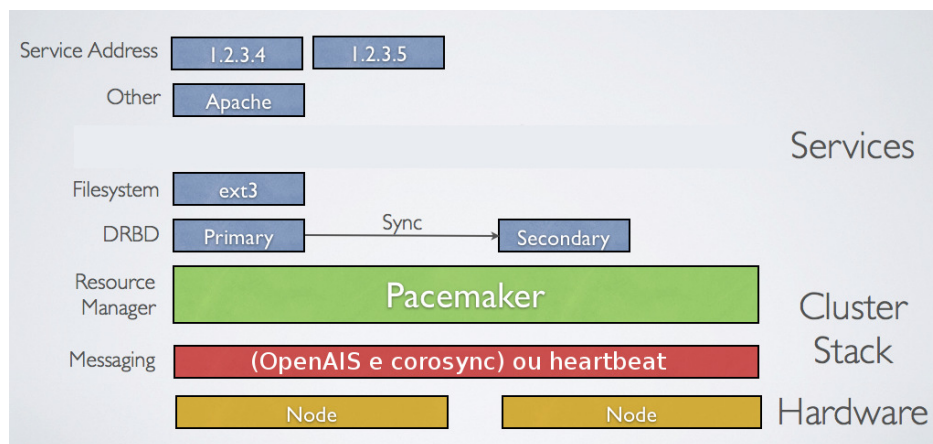 Service Address 1.2.3.4 1.2.3.5
Other Apache
Services
Filesystem ext3
DRBD Primary Sync Secondary
Resource
Manager
Pacemaker
Cluster
Stack
Messaging (OpenAIS e corosync) ou heartbeat
Node Node Hardware